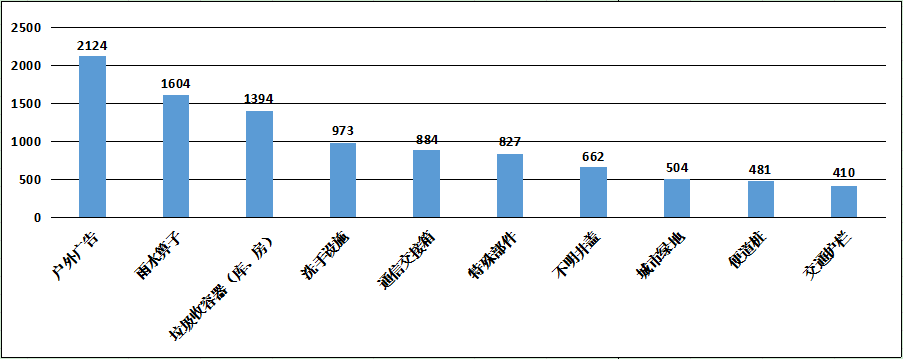 2500
2000
1500
1000
500
0
2124
1604
1394
973
884
827
662
504
481
410
户外广告
雨水箅子
垃圾收容器（库、房）
洗手设施
通信交接箱
特殊部件
不明井盖
城市绿地
便道桩
交通护栏